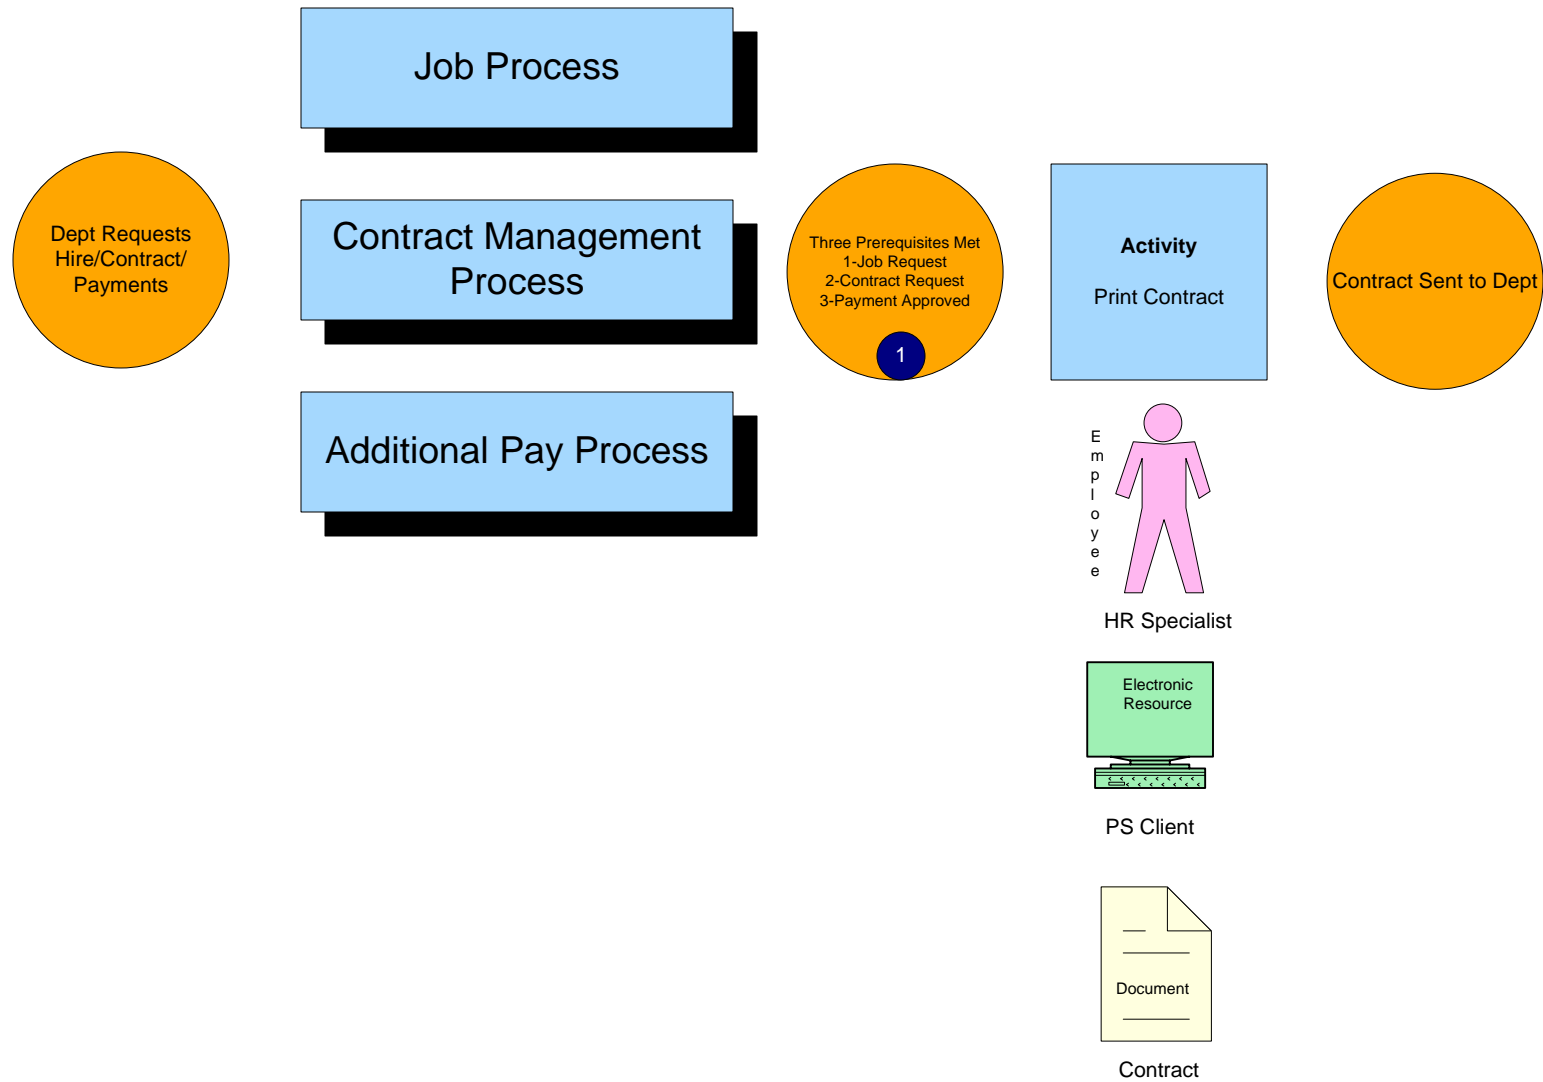 Job Process
Dept Requests
Hire/Contract/
Payments
Contract Management
Process
Additional Pay Process
Three Prerequisites Met
1-Job Request
2-Contract Request
3-Payment Approved
1
Activity
Print Contract
Contract Sent to Dept
Employee
HR Specialist
Electronic
Resource
PS Client
Document
Contract